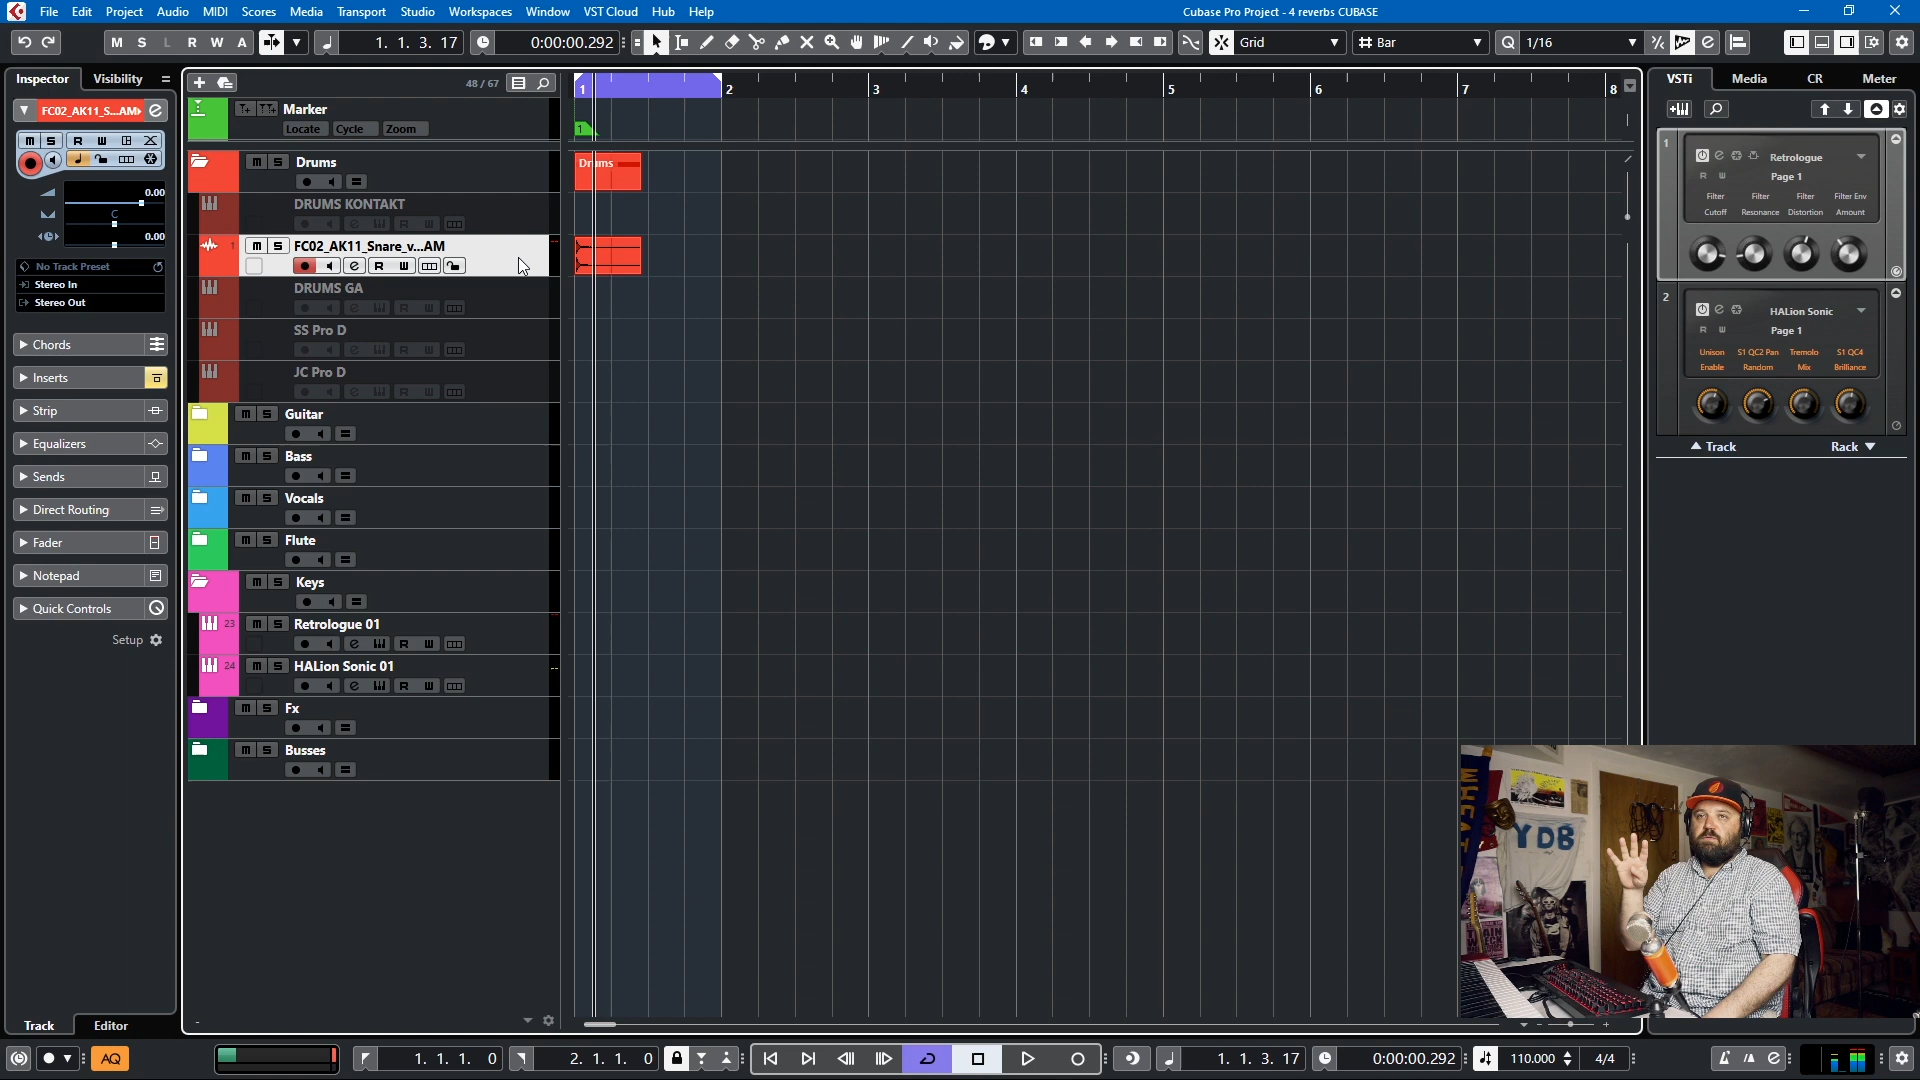 File Edit Project Audio MIDI Scores Media Transport Studio Workspaces Window VST Cloud Hub Help
Cubase Pro Project - 4 reverbs CUBASE
M S L R W A
1. 1. 3. 17
0:00:00.292
Grid
Bar
Q 1/16
Inspector Visibility
48 / 67
1 2 3 4 5 6 7 8
VSTi Media CR Meter
FC02_AK11_S...AM
0.00
C
0.00
No Track Preset
Stereo In
Stereo Out
Chords
Inserts
Strip
Equalizers
Sends
Direct Routing
Fader
Notepad
Quick Controls
Setup
Marker
Locate Cycle Zoom
1
Drums
Drums
DRUMS KONTAKT
1 FC02_AK11_Snare_v...AM
DRUMS GA
SS Pro D
JC Pro D
Guitar
Bass
Vocals
Flute
Keys
23 Retrologue 01
24 HALion Sonic 01
Fx
Busses
1
Retrologue
R W Page 1
Filter Filter Filter Filter Env
Cutoff Resonance Distortion Amount
2
HALion Sonic
R W Page 1
Unison S1 QC2 Pan Tremolo S1 QC4
Enable Random Mix Brilliance
Track Rack
YDB
Track Editor
AQ
1. 1. 1. 0
2. 1. 1. 0
1. 1. 3. 17
0:00:00.292
110.000
4/4